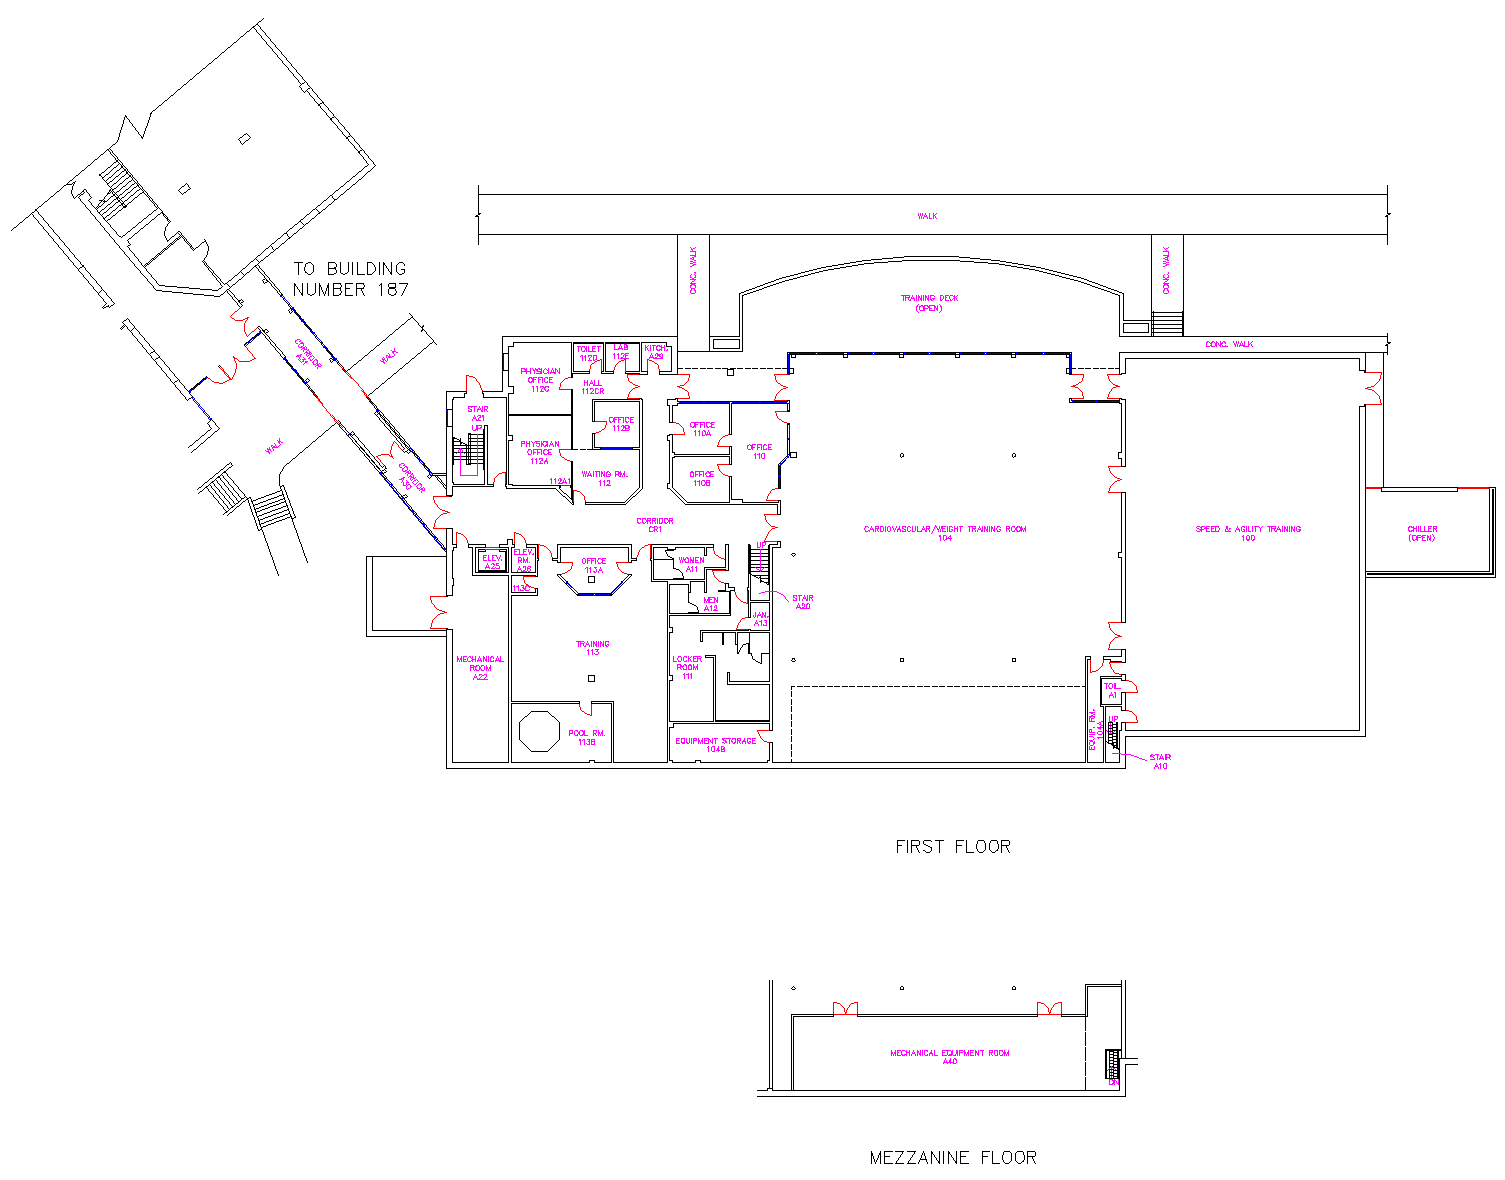 WALK
CONC. WALK
CONC. WALK
TO BUILDING
NUMBER 187
TRAINING DECK
(OPEN)
CORRIDOR
A31
WALK
CONC. WALK
TOILET
112D
LAB
112E
KITCH.
A29
PHYSICIAN
OFFICE
112C
HALL
112CR
STAIR
A21
UP
OFFICE
112B
OFFICE
110A
OFFICE
110
WALK
PHYSICIAN
OFFICE
112A
112A1
WAITING RM.
112
OFFICE
110B
CORRIDOR
A30
CORRIDOR
CR1
CARDIOVASCULAR/WEIGHT TRAINING ROOM
104
SPEED & AGILITY TRAINING
100
CHILLER
(OPEN)
ELEV.
A25
ELEV.
RM.
A26
OFFICE
113A
WOMEN
A11
UP
113C
MEN
A12
STAIR
A20
JAN.
A13
TRAINING
113
MECHANICAL
ROOM
A22
LOCKER
ROOM
111
TOIL.
A1
POOL RM.
113B
EQUIPMENT STORAGE
104B
EQUIP. RM.
104A
UP
STAIR
A10
FIRST FLOOR
MECHANICAL EQUIPMENT ROOM
A40
DN
MEZZANINE FLOOR